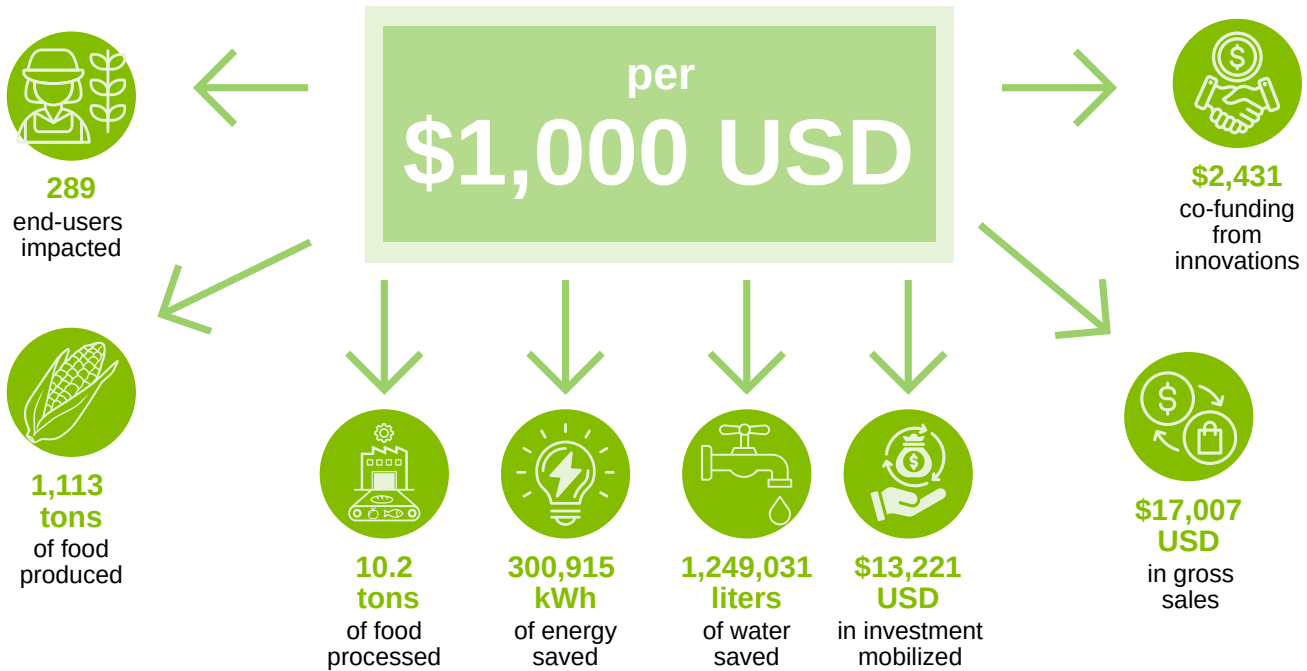 per
$1,000 USD
289
end-users
impacted
$2,431
co-funding
from
innovations
1,113
tons
of food
produced
10.2
tons
of food
processed
300,915
kWh
of energy
saved
1,249,031
liters
of water
saved
$13,221
USD
in investment
mobilized
$17,007
USD
in gross
sales